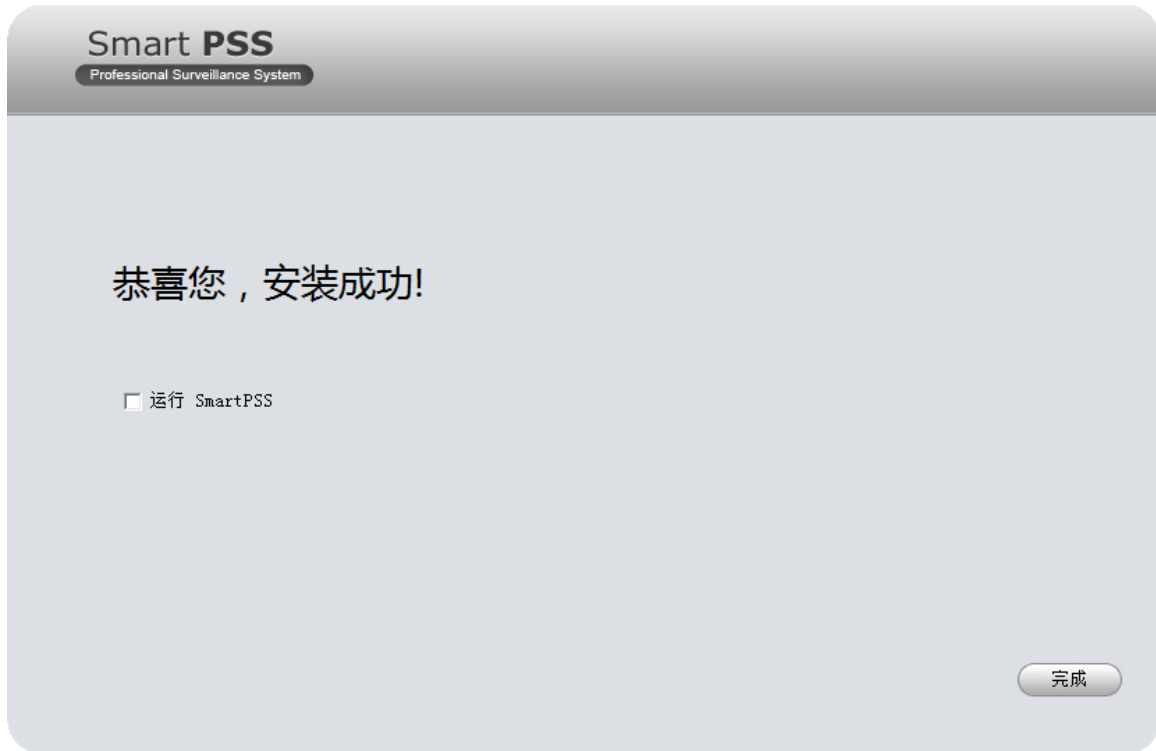 Smart PSS
Professional Surveillance System
恭喜您，安装成功!
运行 SmartPSS
完成